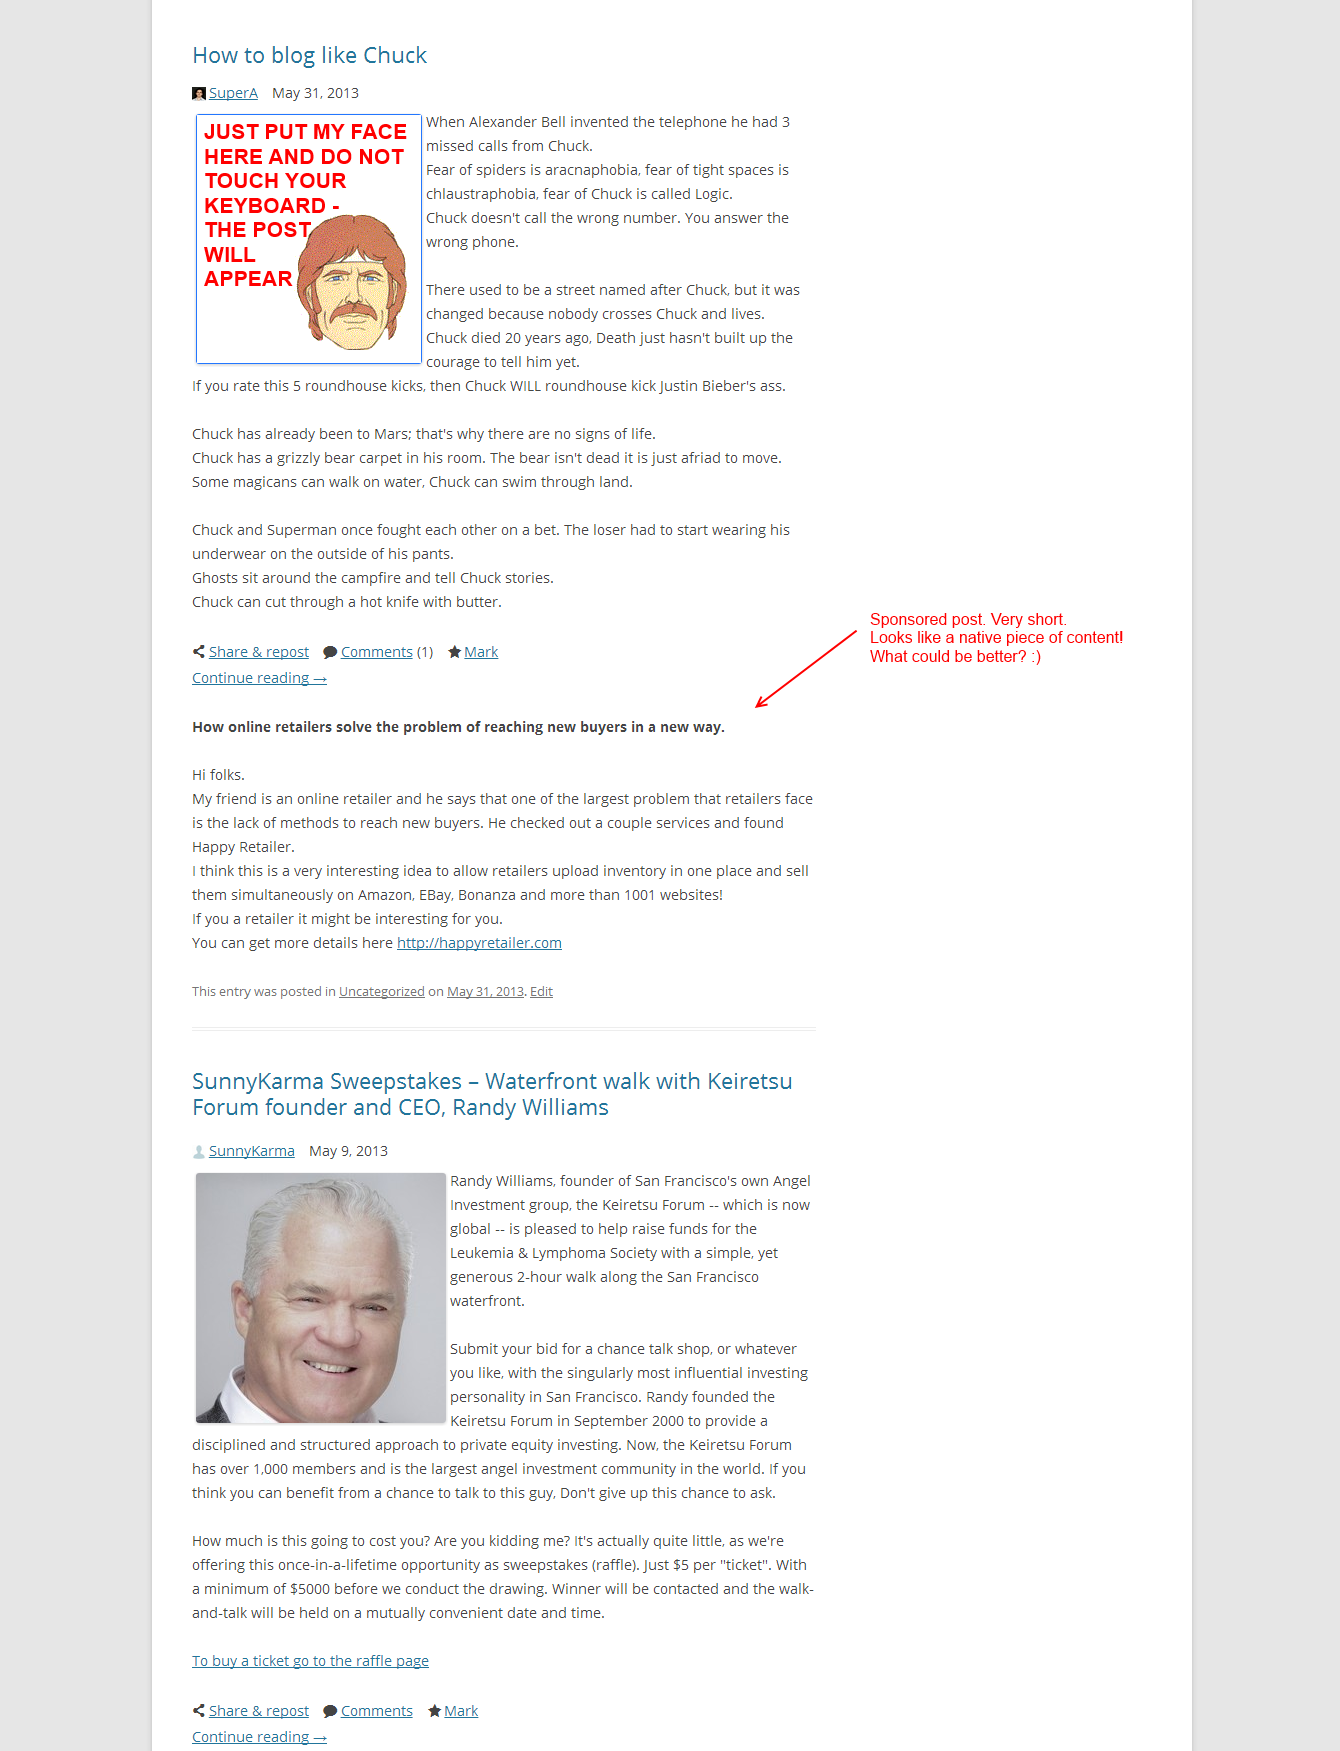 How to blog like Chuck
SuperA May 31, 2013
JUST PUT MY FACE
HERE AND DO NOT
TOUCH YOUR
KEYBOARD -
THE POST
WILL
APPEAR
When Alexander Bell invented the telephone he had 3
missed calls from Chuck.
Fear of spiders is aracnaphobia, fear of tight spaces is
chlaustraphobia, fear of Chuck is called Logic.
Chuck doesn't call the wrong number. You answer the
wrong phone.
There used to be a street named after Chuck, but it was
changed because nobody crosses Chuck and lives.
Chuck died 20 years ago, Death just hasn't built up the
courage to tell him yet.
If you rate this 5 roundhouse kicks, then Chuck WILL roundhouse kick Justin Bieber's ass.
Chuck has already been to Mars; that's why there are no signs of life.
Chuck has a grizzly bear carpet in his room. The bear isn't dead it is just afriad to move.
Some magicans can walk on water, Chuck can swim through land.
Chuck and Superman once fought each other on a bet. The loser had to start wearing his
underwear on the outside of his pants.
Ghosts sit around the campfire and tell Chuck stories.
Chuck can cut through a hot knife with butter.
Share & repost Comments (1) Mark
Continue reading →
Sponsored post. Very short.
Looks like a native piece of content!
What could be better? :)
How online retailers solve the problem of reaching new buyers in a new way.
Hi folks.
My friend is an online retailer and he says that one of the largest problem that retailers face
is the lack of methods to reach new buyers. He checked out a couple services and found
Happy Retailer.
I think this is a very interesting idea to allow retailers upload inventory in one place and sell
them simultaneously on Amazon, EBay, Bonanza and more than 1001 websites!
If you a retailer it might be interesting for you.
You can get more details here http://happyretailer.com
This entry was posted in Uncategorized on May 31, 2013. Edit
SunnyKarma Sweepstakes – Waterfront walk with Keiretsu
Forum founder and CEO, Randy Williams
SunnyKarma May 9, 2013
Randy Williams, founder of San Francisco's own Angel
Investment group, the Keiretsu Forum -- which is now
global -- is pleased to help raise funds for the
Leukemia & Lymphoma Society with a simple, yet
generous 2-hour walk along the San Francisco
waterfront.
Submit your bid for a chance talk shop, or whatever
you like, with the singularly most influential investing
personality in San Francisco. Randy founded the
Keiretsu Forum in September 2000 to provide a
disciplined and structured approach to private equity investing. Now, the Keiretsu Forum
has over 1,000 members and is the largest angel investment community in the world. If you
think you can benefit from a chance to talk to this guy, Don't give up this chance to ask.
How much is this going to cost you? Are you kidding me? It's actually quite little, as we're
offering this once-in-a-lifetime opportunity as sweepstakes (raffle). Just $5 per "ticket". With
a minimum of $5000 before we conduct the drawing. Winner will be contacted and the walk-
and-talk will be held on a mutually convenient date and time.
To buy a ticket go to the raffle page
Share & repost Comments Mark
Continue reading →